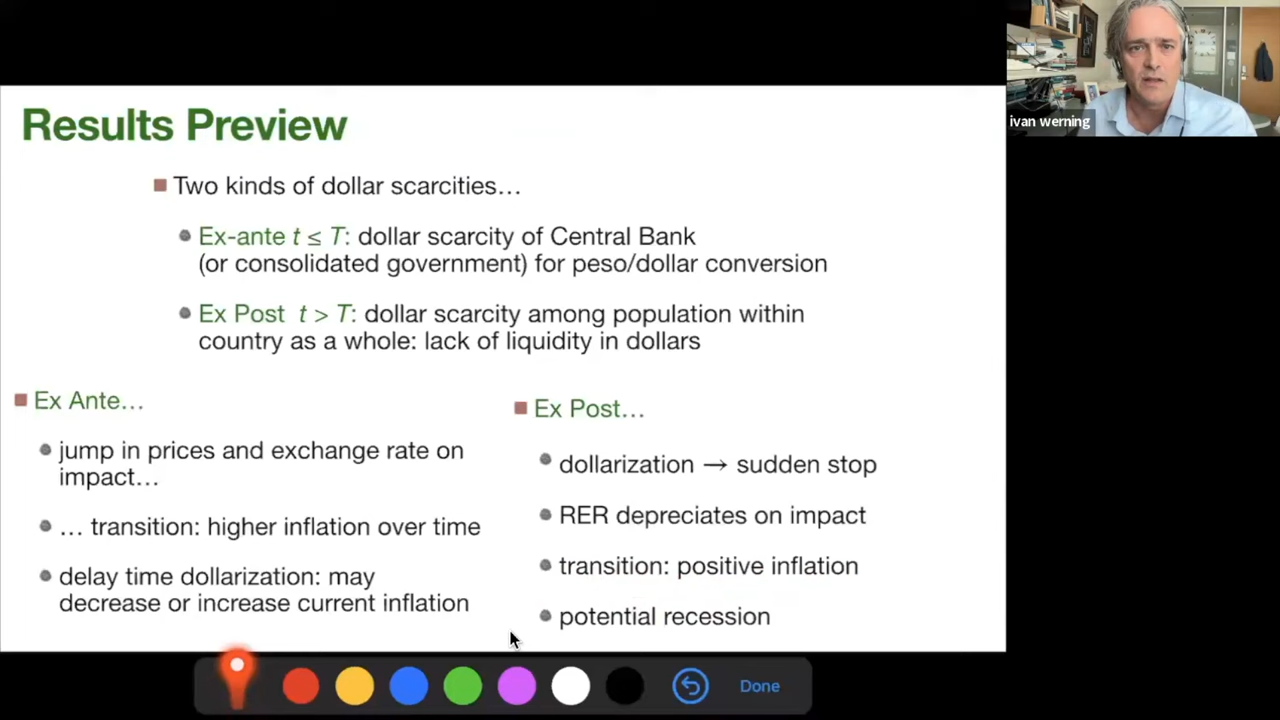 Results Preview
ivan werning
Two kinds of dollar scarcities…
Ex-ante t ≤ T: dollar scarcity of Central Bank
(or consolidated government) for peso/dollar conversion
Ex Post t > T: dollar scarcity among population within
country as a whole: lack of liquidity in dollars
Ex Ante…
jump in prices and exchange rate on
impact…
… transition: higher inflation over time
delay time dollarization: may
decrease or increase current inflation
Ex Post…
dollarization → sudden stop
RER depreciates on impact
transition: positive inflation
potential recession
Done